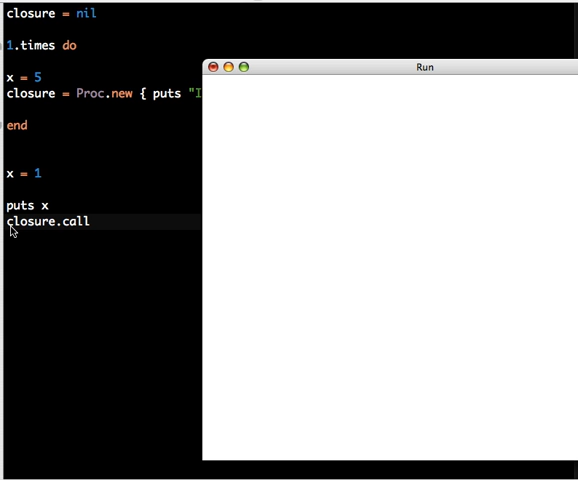 closure = nil
1.times do
x = 5
closure = Proc.new { puts "I
end
x = 1
puts x
closure.call
Run